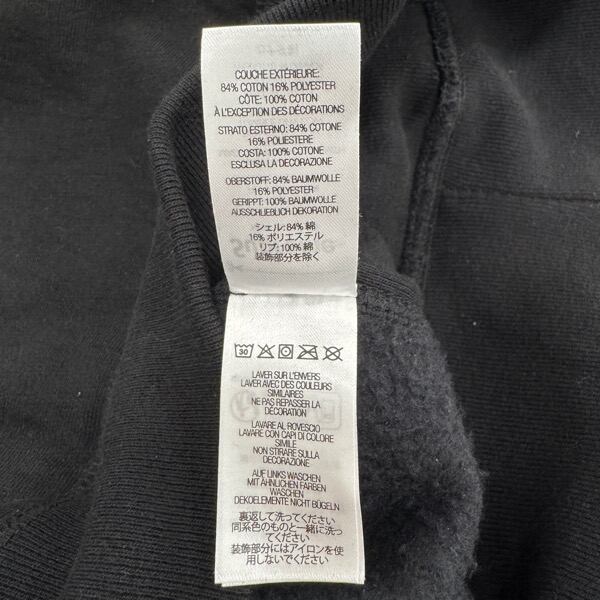 COUCHE EXTÉRIEURE:
84% COTON 16% POLYESTER
CÔTE: 100% COTON
À L'EXCEPTION DES DÉCORATIONS
STRATO ESTERNO: 84% COTONE
16% POLIESTERE
COSTA: 100% COTONE
ESCLUSA LA DECORAZIONE
OBERSTOFF: 84% BAUMWOLLE
16% POLYESTER
GERIPPT: 100% BAUMWOLLE
AUSSCHLIEBLICH DEKORATION
シェル: 84% 綿
16% ポリエステル
リブ: 100% 綿
装飾部分を除く
30
LAVER SUR L'ENVERS
LAVER AVEC DES COULEURS
SIMILAIRES
NE PAS REPASSER LA
DÉCORATION
LAVARE AL ROVESCIO
LAVARE CON CAPI DI COLORE
SIMILE
NON STIRARE SULLA
DECORAZIONE
AUF LINKS WASCHEN
MIT ÄHNLICHEN FARBEN
WASCHEN
DEKOELEMENTE NICHT BÜGELN
裏返して洗ってください
同系色のものと一緒に洗っ
てください
装飾部分にはアイロンを使
用しないでください